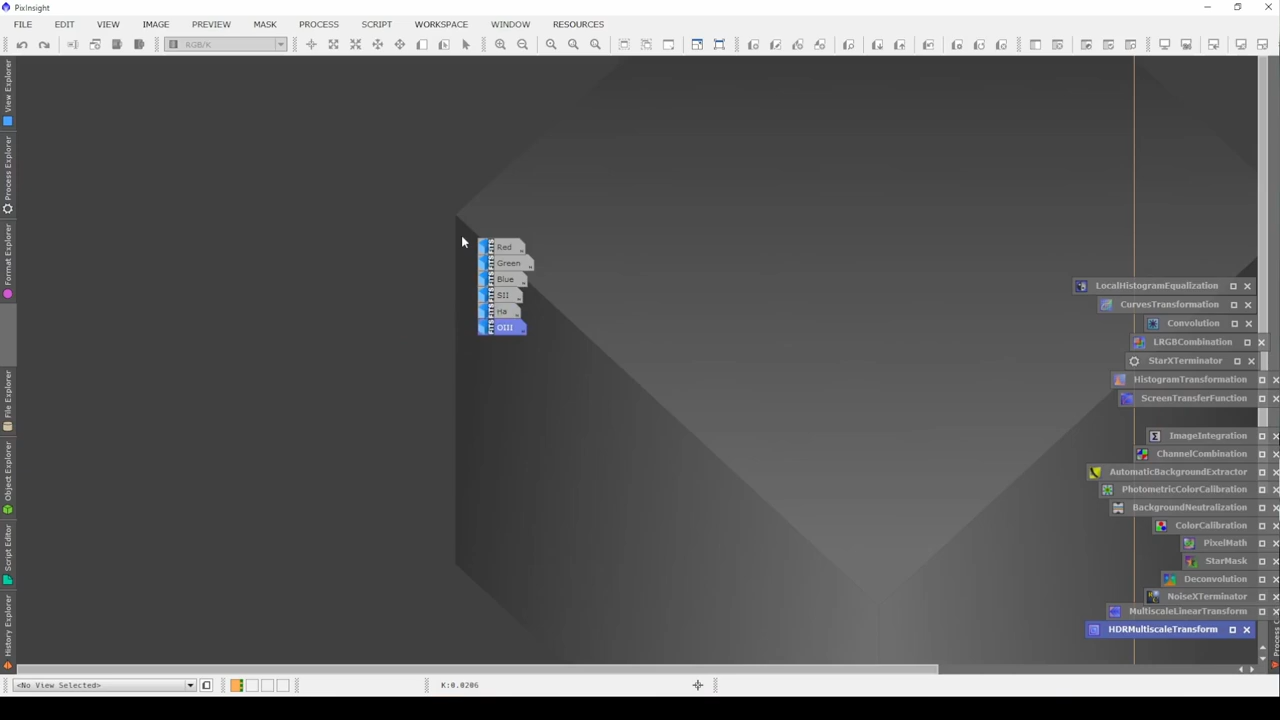 PixInsight
FILE EDIT VIEW IMAGE PREVIEW MASK PROCESS SCRIPT WORKSPACE WINDOW RESOURCES
RGB/K
View Explorer
Process Explorer
Format Explorer
File Explorer
Object Explorer
Script Editor
History Explorer
Red
Green
Blue
SII
Ha
OIII
LocalHistogramEqualization
CurvesTransformation
Convolution
LRGBCombination
StarXTerminator
HistogramTransformation
ScreenTransferFunction
ImageIntegration
ChannelCombination
AutomaticBackgroundExtractor
PhotometricColorCalibration
BackgroundNeutralization
ColorCalibration
PixelMath
StarMask
Deconvolution
NoiseXTerminator
MultiscaleLinearTransform
HDRMultiscaleTransform
<No View Selected>
K:0.0206